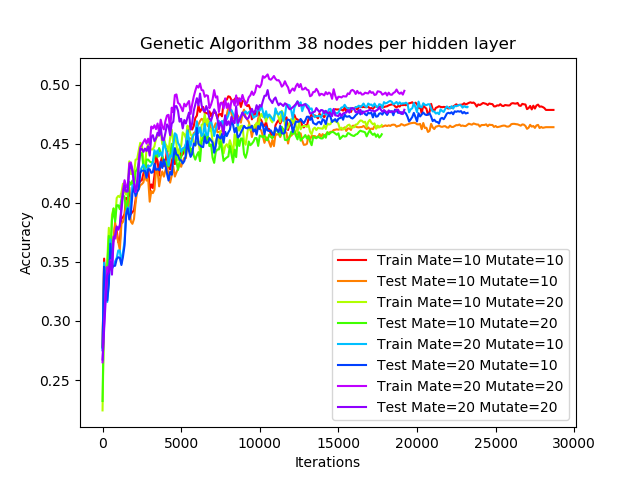 Genetic Algorithm 38 nodes per hidden layer
Accuracy
0.50
0.45
0.40
0.35
0.30
0.25
Train Mate=10 Mutate=10
Test Mate=10 Mutate=10
Train Mate=10 Mutate=20
Test Mate=10 Mutate=20
Train Mate=20 Mutate=10
Test Mate=20 Mutate=10
Train Mate=20 Mutate=20
Test Mate=20 Mutate=20
0 5000 10000 15000 20000 25000 30000
Iterations